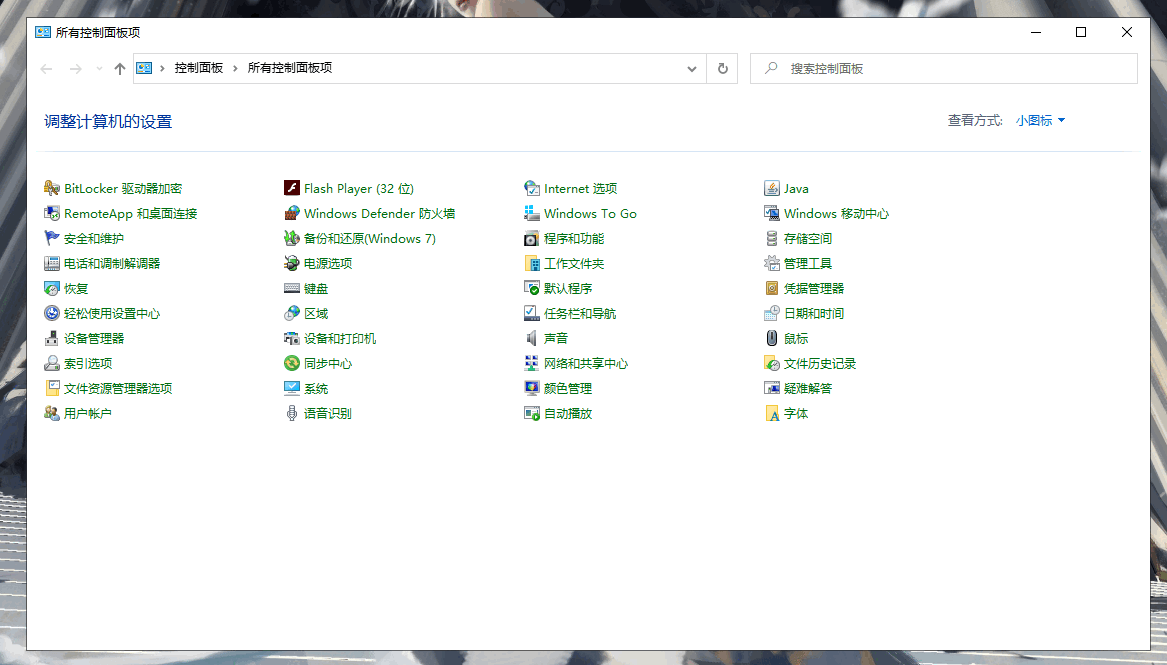 所有控制面板项
控制面板 所有控制面板项
搜索控制面板
调整计算机的设置
查看方式: 小图标
BitLocker 驱动器加密 Flash Player (32 位) Internet 选项 Java
RemoteApp 和桌面连接 Windows Defender 防火墙 Windows To Go Windows 移动中心
安全和维护 备份和还原(Windows 7) 程序和功能 存储空间
电话和调制解调器 电源选项 工作文件夹 管理工具
恢复 键盘 默认程序 凭据管理器
轻松使用设置中心 区域 任务栏和导航 日期和时间
设备管理器 设备和打印机 声音 鼠标
索引选项 同步中心 网络和共享中心 文件历史记录
文件资源管理器选项 系统 颜色管理 疑难解答
用户帐户 语音识别 自动播放 字体